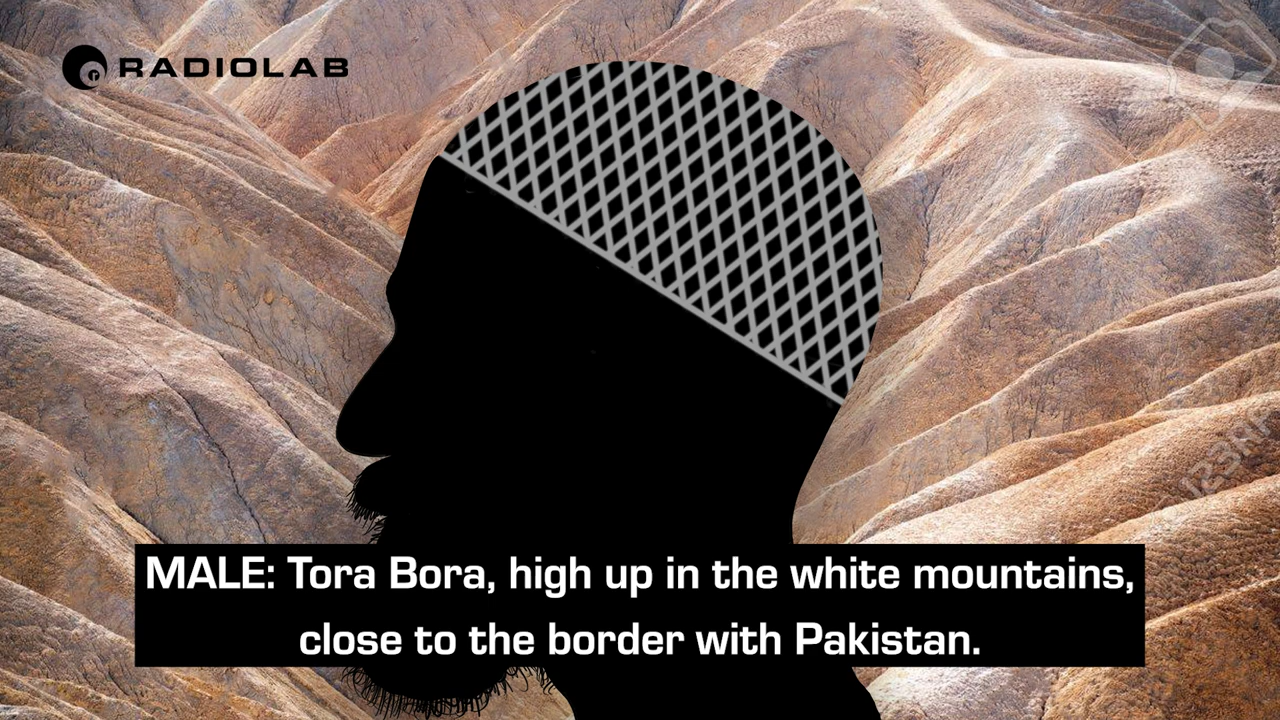 RADIOLAB
MALE: Tora Bora, high up in the white mountains,
close to the border with Pakistan.